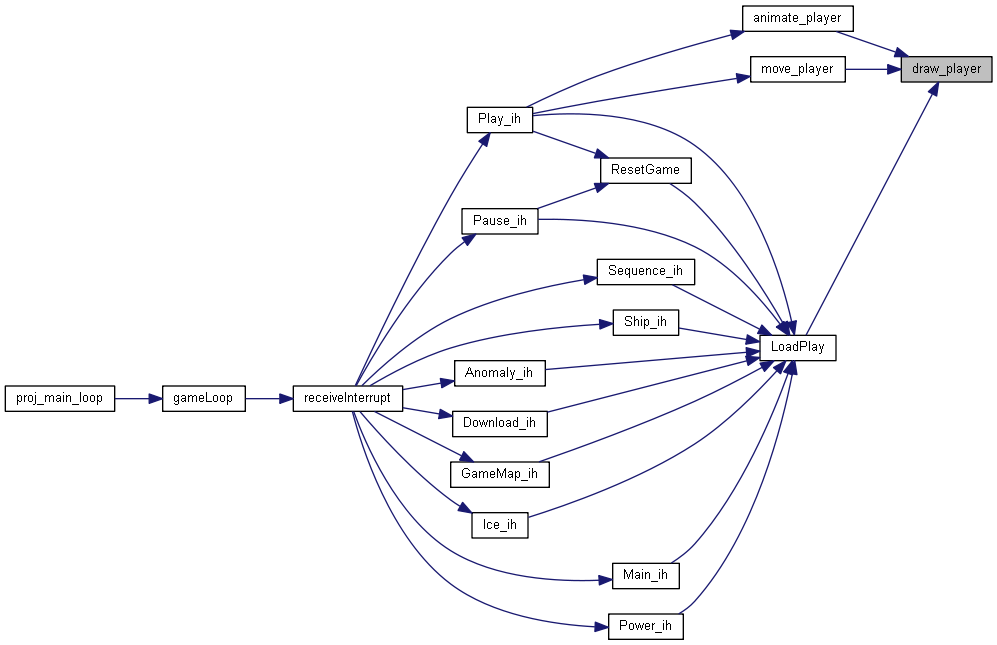 animate_player
draw_player
move_player
Play_ih
ResetGame
Pause_ih
Sequence_ih
Ship_ih
LoadPlay
Anomaly_ih
proj_main_loop
gameLoop
receiveInterrupt
Download_ih
GameMap_ih
Ice_ih
Main_ih
Power_ih